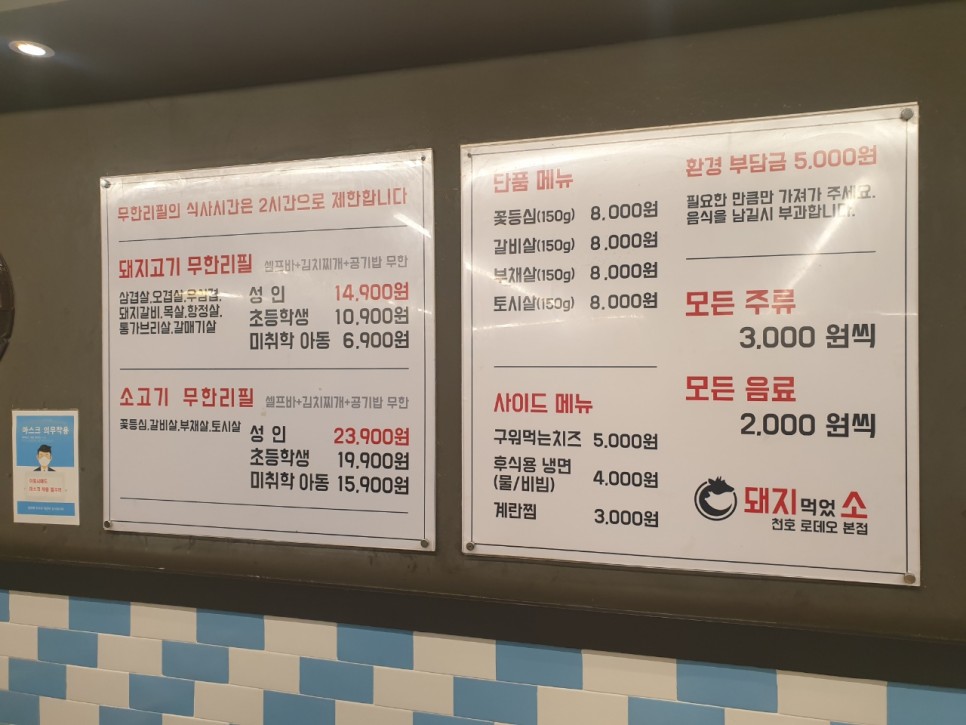 무한리필의 식사시간은 2시간으로 제한합니다
돼지고기 무한리필 셀프바+김치찌개+공기밥 무한
삼겹살,오겹살,우삼겹,
돼지갈비,목살,항정살,
통가브리살,갈매기살
성 인 14,900원
초등학생 10,900원
미취학 아동 6,900원
소고기 무한리필 셀프바+김치찌개+공기밥 무한
꽃등심,갈비살,부채살,토시살
성 인 23,900원
초등학생 19,900원
미취학 아동 15,900원
단품 메뉴
꽃등심(150g) 8,000원
갈비살(150g) 8,000원
부채살(150g) 8,000원
토시살(150g) 8,000원
사이드 메뉴
구워먹는치즈 5,000원
후식용 냉면
(물/비빔) 4,000원
계란찜 3,000원
환경 부담금 5,000원
필요한 만큼만 가져가 주세요.
음식을 남길시 부과합니다.
모든 주류
3,000 원씩
모든 음료
2,000 원씩
돼지먹었소
천호 로데오 본점
마스크 의무착용